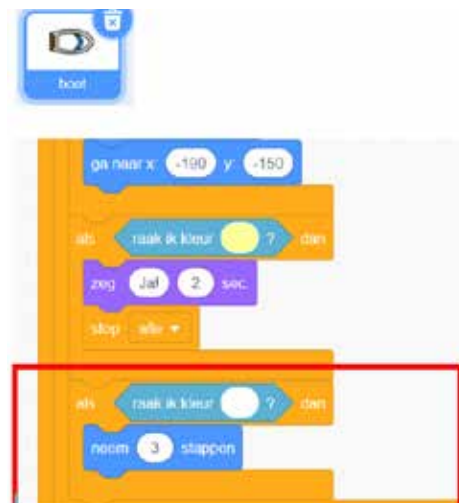 boot
ga naar x: -190 y: -150
als raak ik kleur ? dan
zeg Ja! 2 sec.
stop alle
als raak ik kleur ? dan
neem 3 stappen